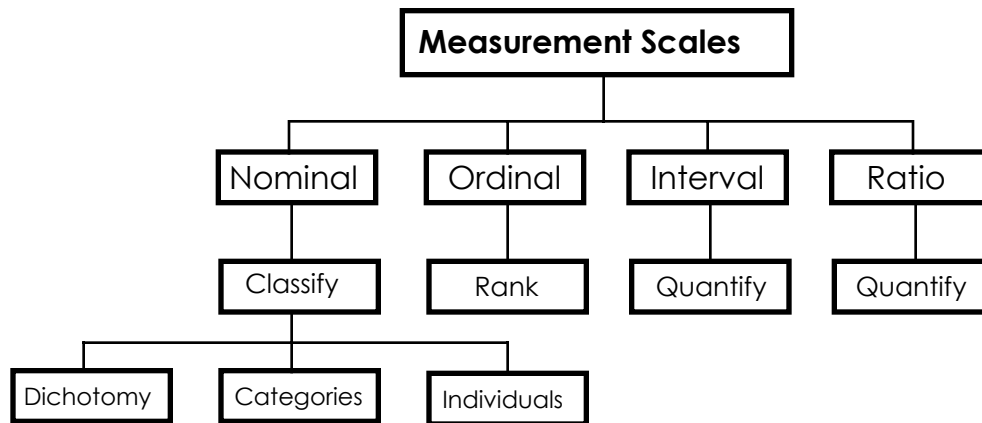 Measurement Scales
Nominal
Ordinal
Interval
Ratio
Classify
Rank
Quantify
Quantify
Dichotomy
Categories
Individuals